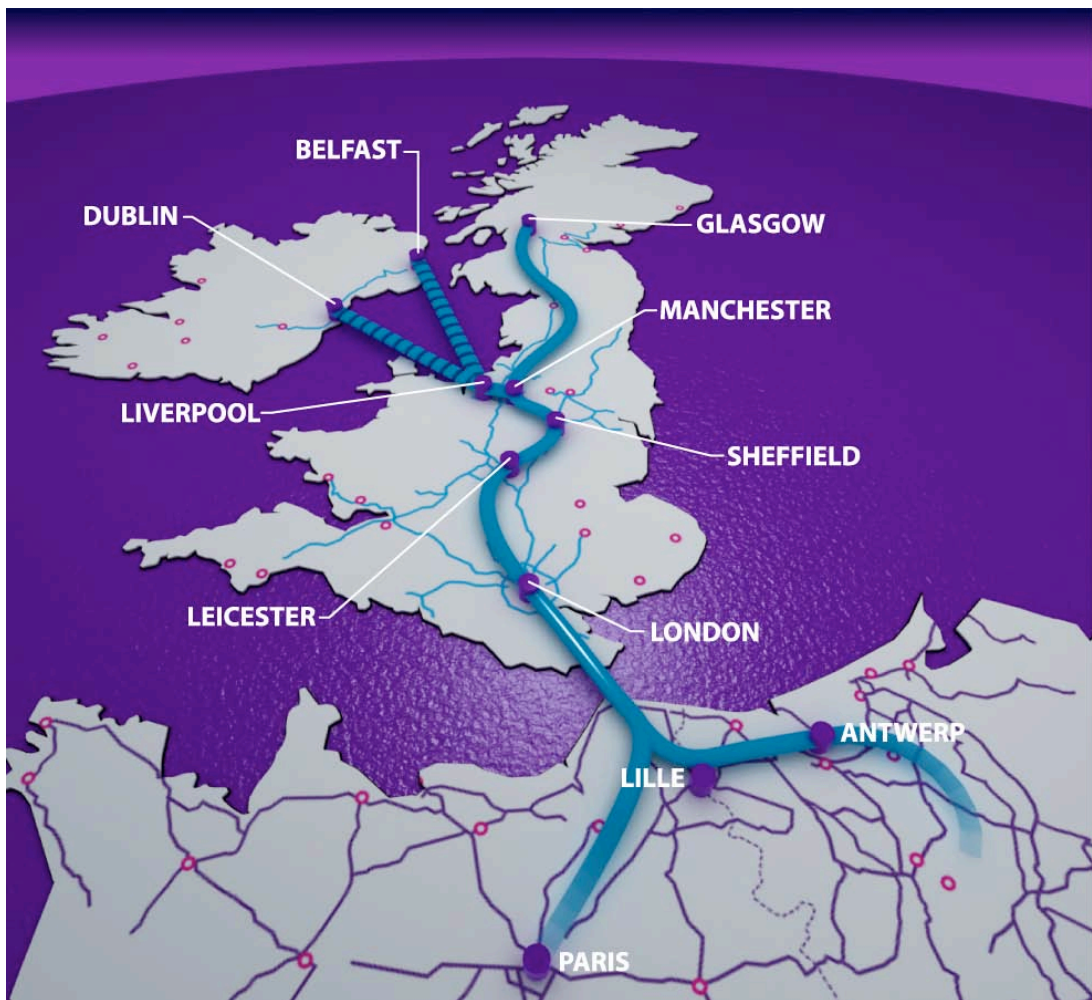 BELFAST
DUBLIN
GLASGOW
MANCHESTER
LIVERPOOL
SHEFFIELD
LEICESTER
LONDON
ANTWERP
LILLE
PARIS